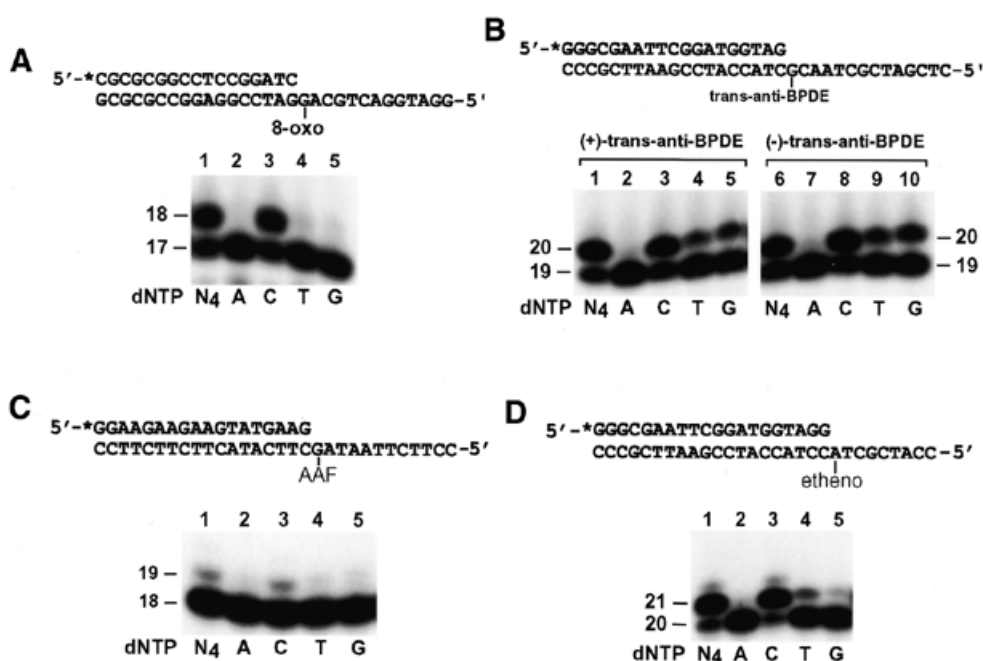 A
5'-*CGCGCGGCCTCCGGATC
GCGCGCCGGAGGCCTAGGACGTCAGGTAGG-5'
8-oxo
1 2 3 4 5
18
17
dNTP N4 A C T G
B
5'-*GGGCGAATTCGGATGGTAG
CCCGCTTAAGCCTACCATCGCAATCGCTAGCTC-5'
trans-anti-BPDE
(+)-trans-anti-BPDE (-)-trans-anti-BPDE
1 2 3 4 5 6 7 8 9 10
20 20
19 19
dNTP N4 A C T G N4 A C T G
C
5'-*GGAAGAAGAAGTATGAAG
CCTTCTTCTTCATACTTCGATAATTCTTCC-5'
AAF
1 2 3 4 5
19
18
dNTP N4 A C T G
D
5'-*GGGCGAATTCGGATGGTAGG
CCCGCTTAAGCCTACCATCCATCGCTACC-5'
etheno
1 2 3 4 5
21
20
dNTP N4 A C T G